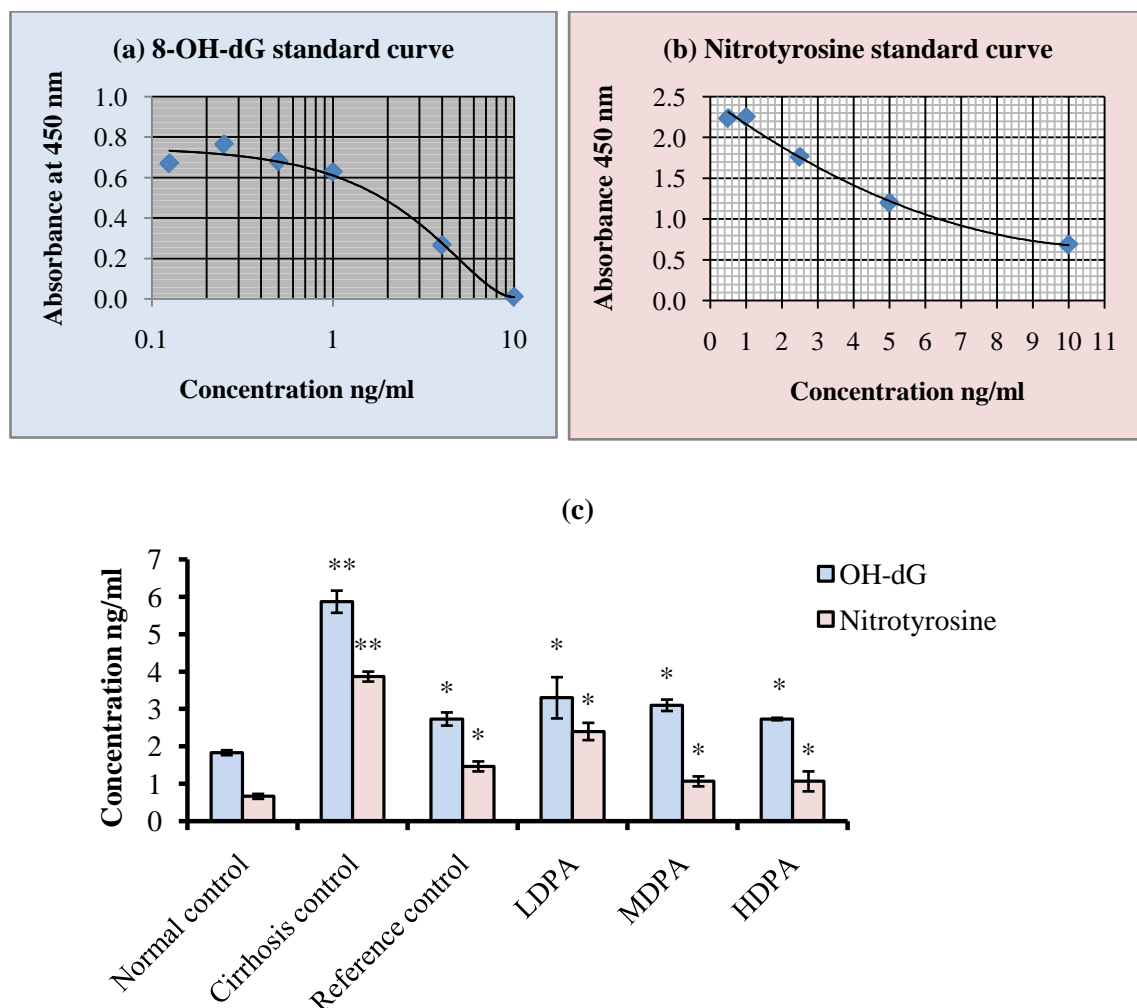 (a) 8-OH-dG standard curve
Absorbance at 450 nm
1.0
0.8
0.6
0.4
0.2
0.0
0.1 1 10
Concentration ng/ml
(b) Nitrotyrosine standard curve
Absorbance 450 nm
2.5
2.0
1.5
1.0
0.5
0.0
0 1 2 3 4 5 6 7 8 9 10 11
Concentration ng/ml
(c)
Concentration ng/ml
7
6
5
4
3
2
1
0
** ** * * * * * * * *
OH-dG
Nitrotyrosine
Normal control
Cirrhosis control
Reference control
LDPA
MDPA
HDPA